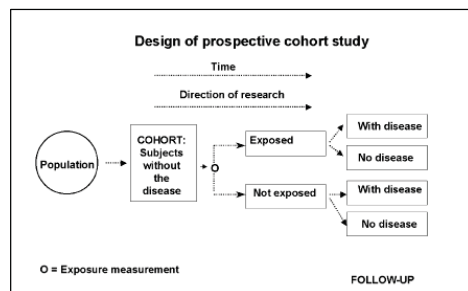 Design of prospective cohort study
Time
Direction of research
Population
COHORT:
Subjects
without
the
disease
O
Exposed
Not exposed
With disease
No disease
With disease
No disease
O = Exposure measurement
FOLLOW-UP